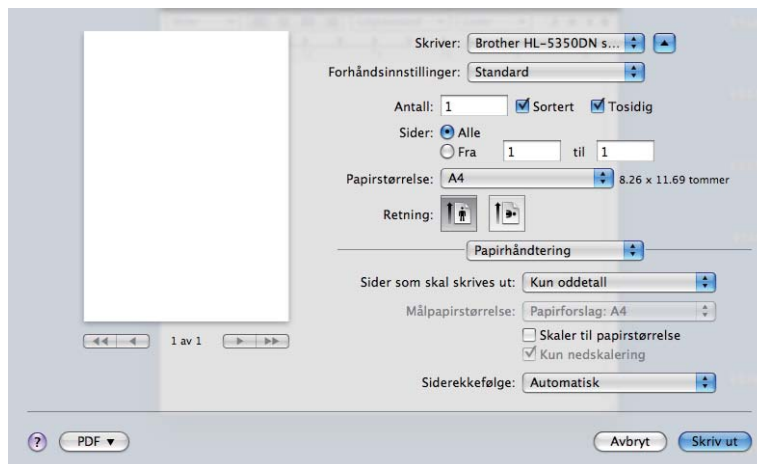 Skriver: Brother HL-5350DN s...
Forhåndsinnstillinger: Standard
Antall: 1 Sortert Tosidig
Sider: Alle
Fra 1 til 1
Papirstørrelse: A4 8.26 x 11.69 tommer
Retning:
Papirhåndtering
Sider som skal skrives ut: Kun oddetall
Målpapirstørrelse: Papirforslag: A4
Skaler til papirstørrelse
1 av 1
Kun nedskalering
Siderekkefølge: Automatisk
? PDF Avbryt Skriv ut